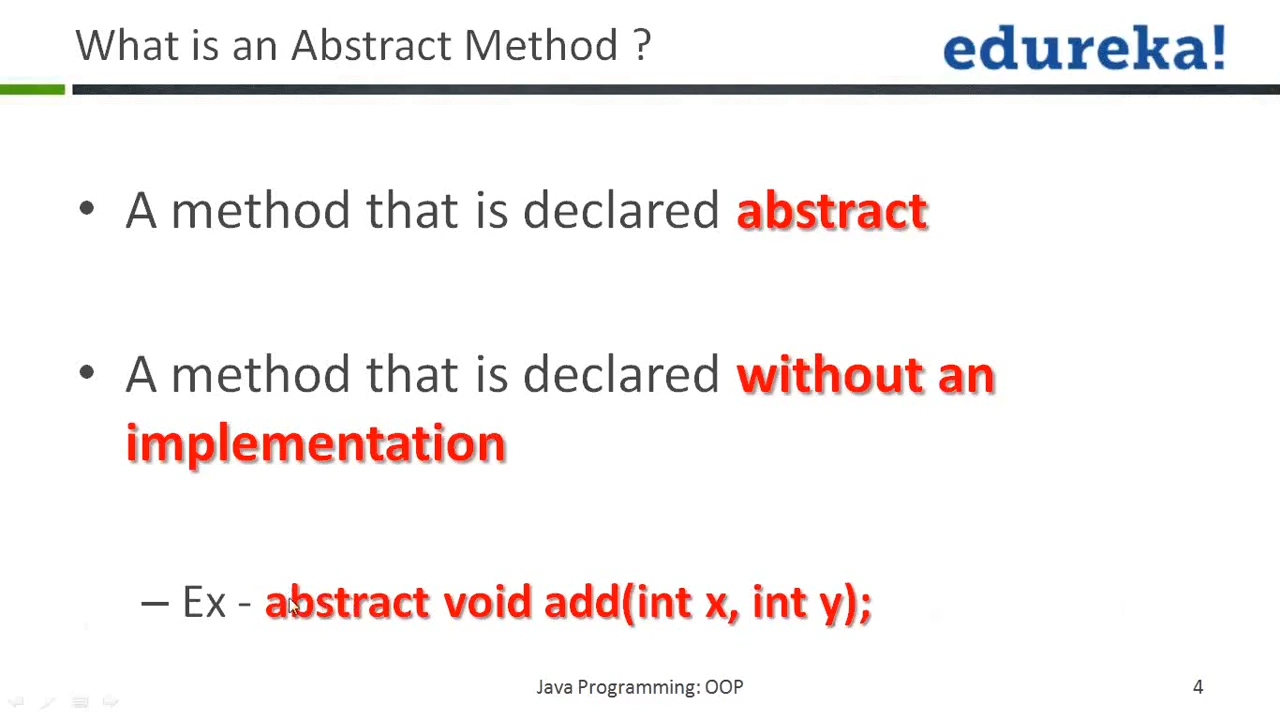 What is an Abstract Method ?
edureka!
• A method that is declared abstract
• A method that is declared without an
implementation
– Ex - abstract void add(int x, int y);
Java Programming: OOP
4